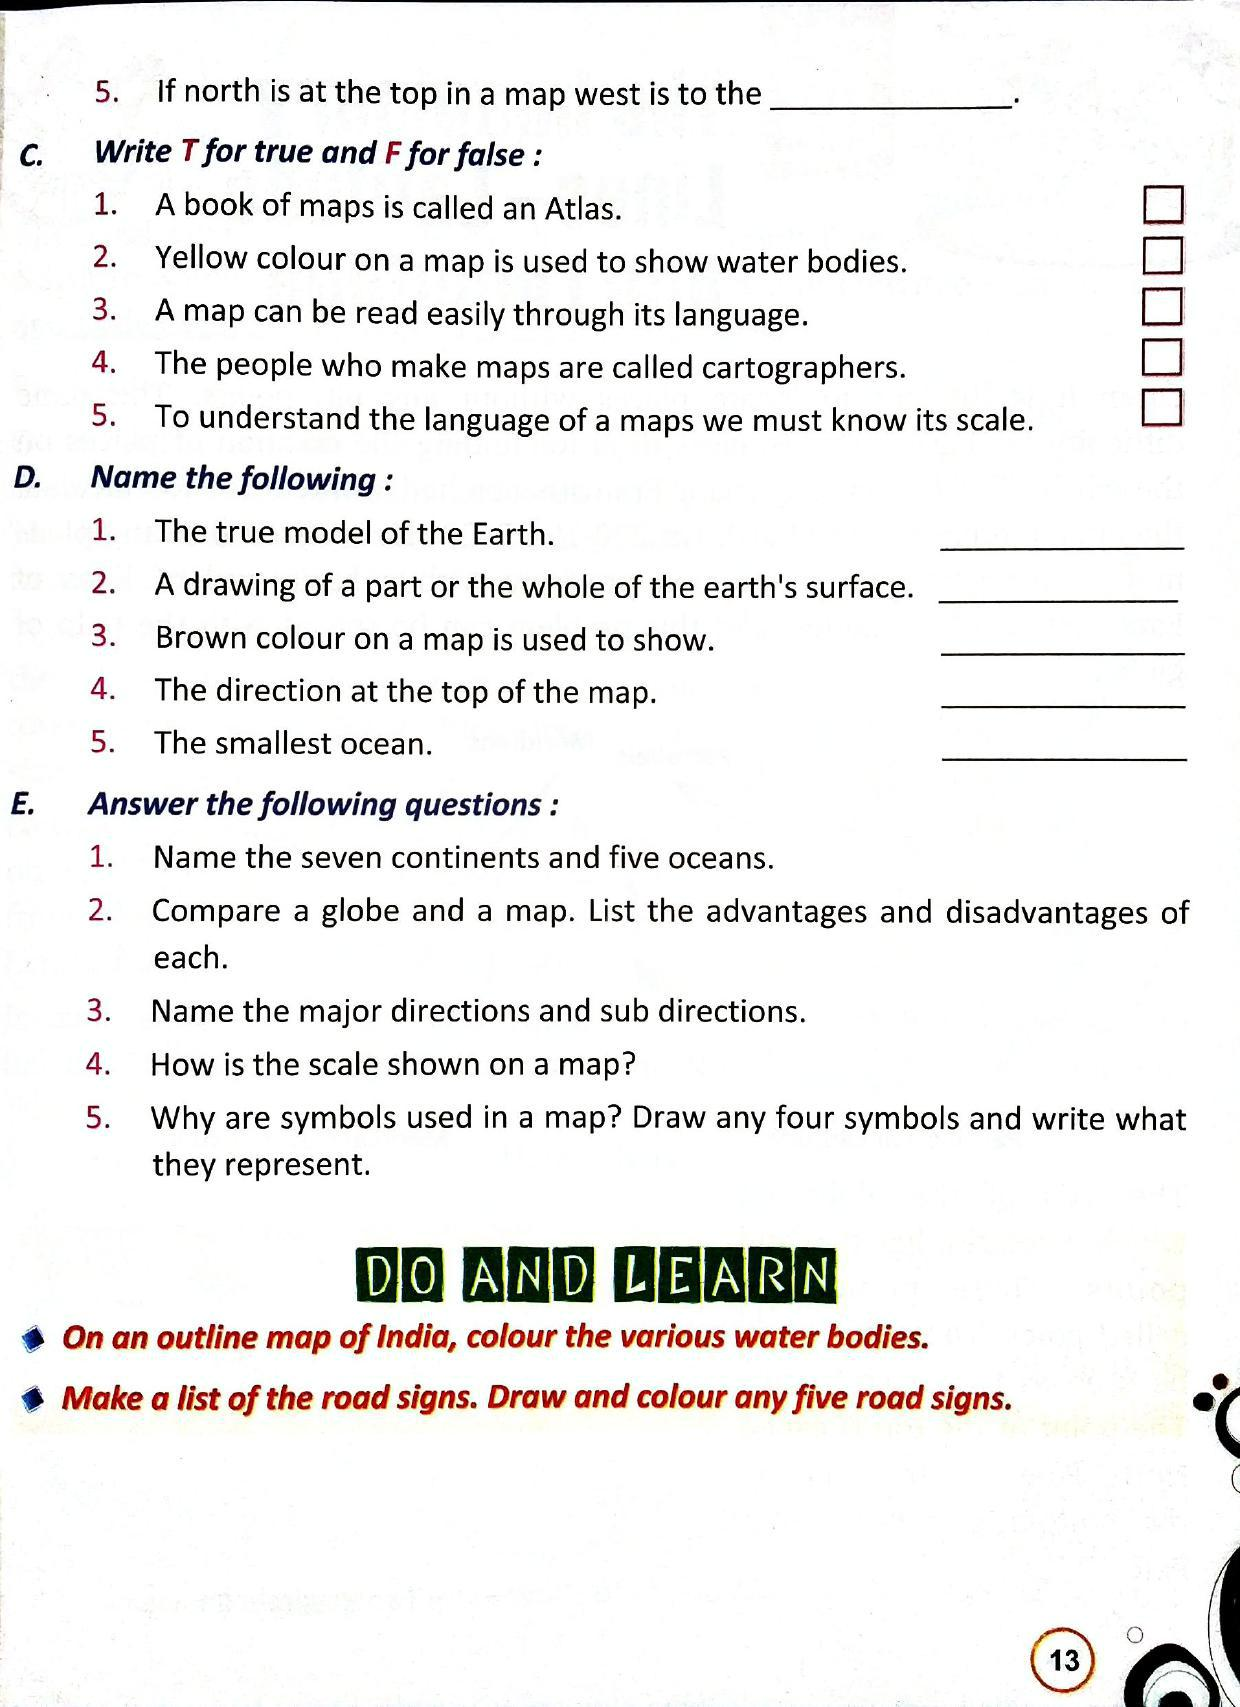 5. If north is at the top in a map west is to the ______________.
C. Write T for true and F for false :
1. A book of maps is called an Atlas.
2. Yellow colour on a map is used to show water bodies.
3. A map can be read easily through its language.
4. The people who make maps are called cartographers.
5. To understand the language of a maps we must know its scale.
D. Name the following :
1. The true model of the Earth. ______________
2. A drawing of a part or the whole of the earth's surface. ______________
3. Brown colour on a map is used to show. ______________
4. The direction at the top of the map. ______________
5. The smallest ocean. ______________
E. Answer the following questions :
1. Name the seven continents and five oceans.
2. Compare a globe and a map. List the advantages and disadvantages of
each.
3. Name the major directions and sub directions.
4. How is the scale shown on a map?
5. Why are symbols used in a map? Draw any four symbols and write what
they represent.
DO AND LEARN
On an outline map of India, colour the various water bodies.
Make a list of the road signs. Draw and colour any five road signs.
13